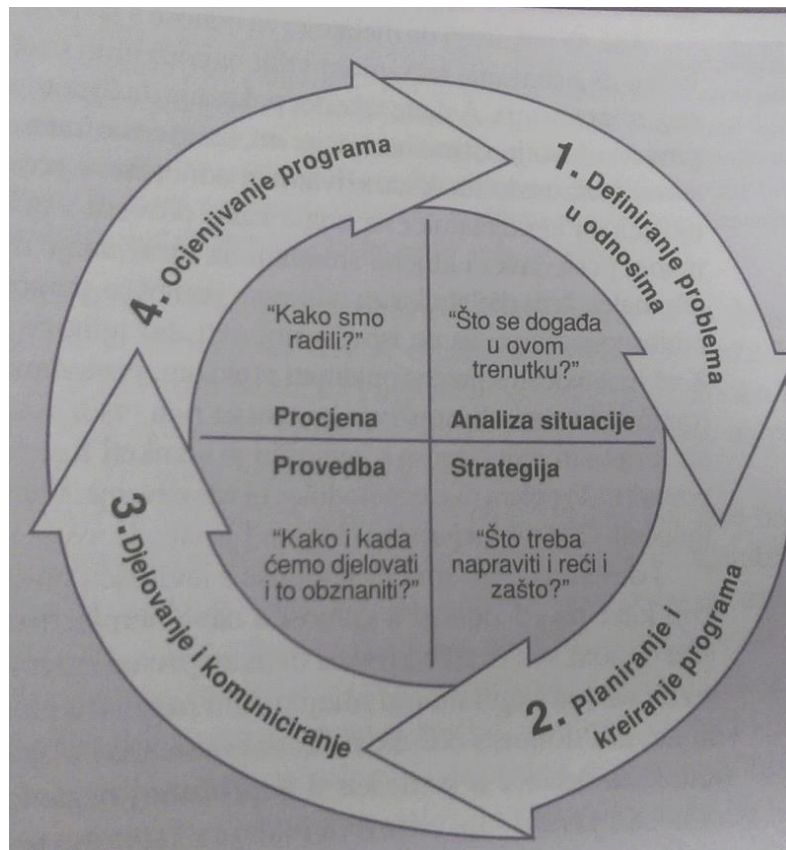 1. Definiranje problema
u odnosima
"Što se događa
u ovom
trenutku?"
Analiza situacije
2. Planiranje i
kreiranje programa
Strategija
"Što treba
napraviti i reći i
zašto?"
3. Djelovanje i komuniciranje
Provedba
"Kako i kada
ćemo djelovati
i to obznaniti?"
4. Ocjenjivanje programa
"Kako smo
radili?"
Procjena